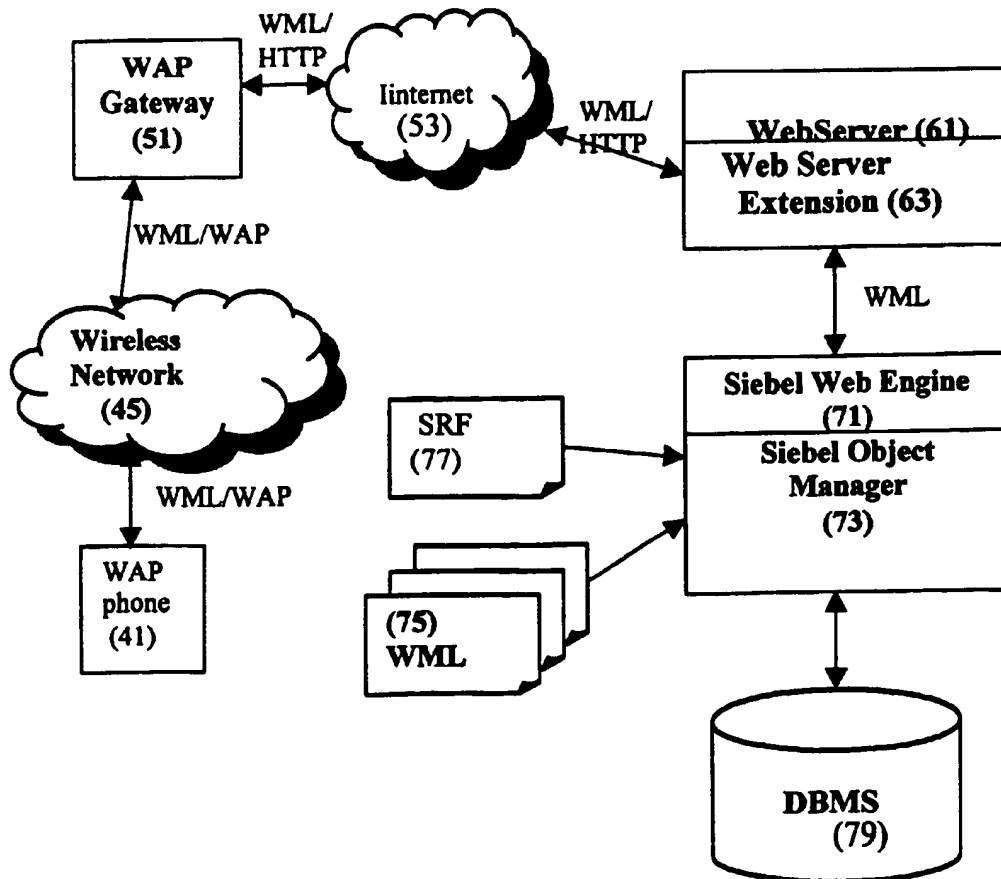 WAP
Gateway
(51)
WML/
HTTP
Iinternet
(53)
WML/
HTTP
WebServer (61)
Web Server
Extension (63)
WML/WAP
WML
Wireless
Network
(45)
Siebel Web Engine
(71)
SRF
(77)
Siebel Object
Manager
(73)
WML/WAP
WAP
phone
(41)
(75)
WML
DBMS
(79)